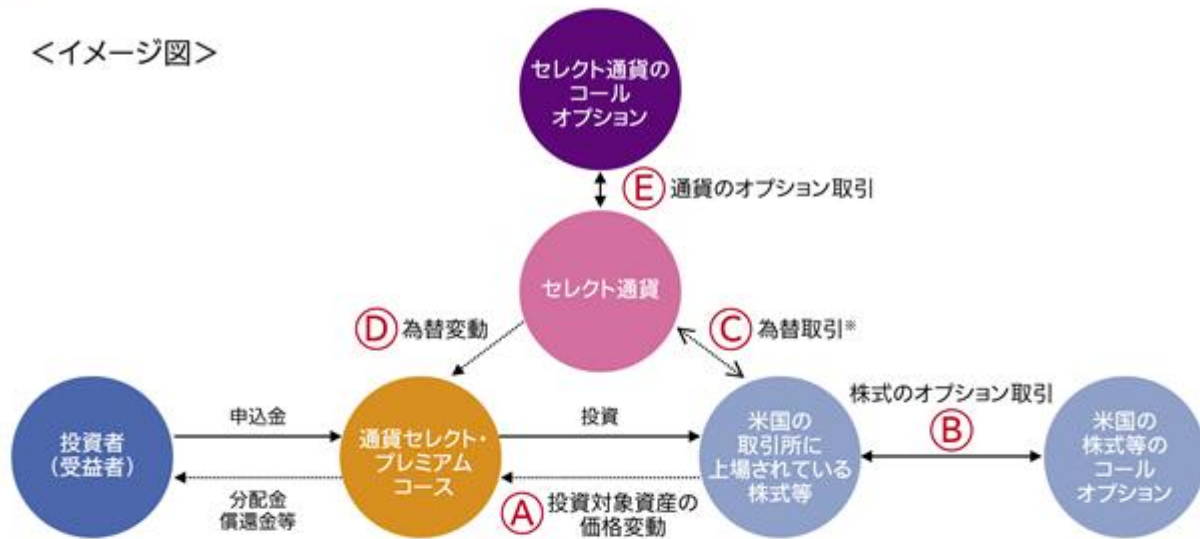 ＜イメージ図＞
セレクト通貨の
コール
オプション
Ⓔ 通貨のオプション取引
セレクト通貨
Ⓓ 為替変動
Ⓒ 為替取引※
株式のオプション取引
Ⓑ
投資者
（受益者）
申込金
分配金
償還金等
通貨セレクト・
プレミアム
コース
投資
Ⓐ 投資対象資産の
価格変動
米国の
取引所に
上場されている
株式等
米国の
株式等の
コール
オプション